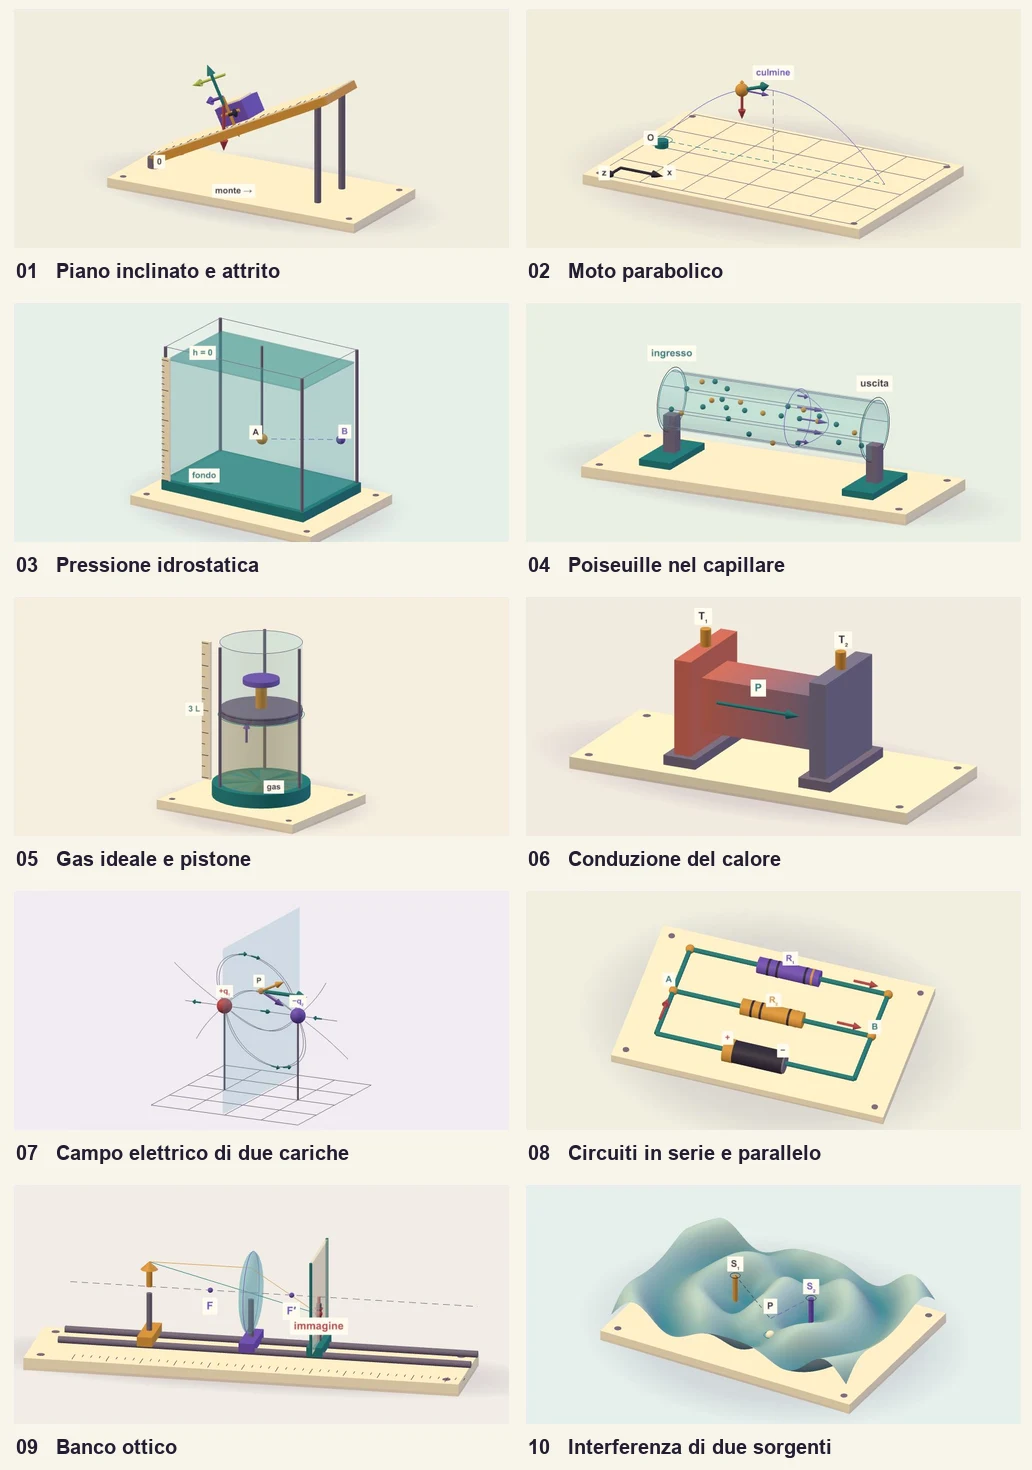 0
monte →
01 Piano inclinato e attrito
culmine
O
z
x
02 Moto parabolico
h = 0
A
B
fondo
03 Pressione idrostatica
ingresso
uscita
04 Poiseuille nel capillare
3 L
gas
05 Gas ideale e pistone
T₁
T₂
P
06 Conduzione del calore
P
07 Campo elettrico di due cariche
R₁
A
R₂
B
+
−
08 Circuiti in serie e parallelo
F
F'
immagine
09 Banco ottico
S₁
S₂
P
10 Interferenza di due sorgenti